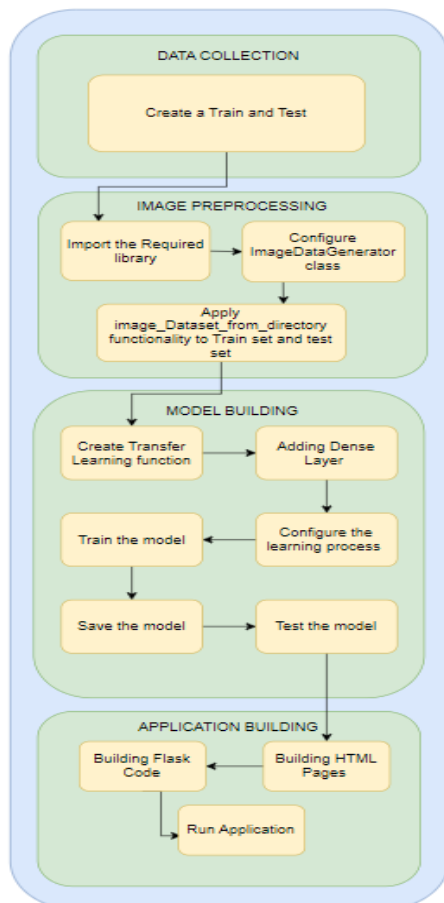 DATA COLLECTION
Create a Train and Test
IMAGE PREPROCESSING
Import the Required
library
Configure
ImageDataGenerator
class
Apply
image_Dataset_from_directory
functionality to Train set and test
set
MODEL BUILDING
Create Transfer
Learning function
Adding Dense
Layer
Configure the
learning process
Train the model
Save the model
Test the model
APPLICATION BUILDING
Building HTML
Pages
Building Flask
Code
Run Application